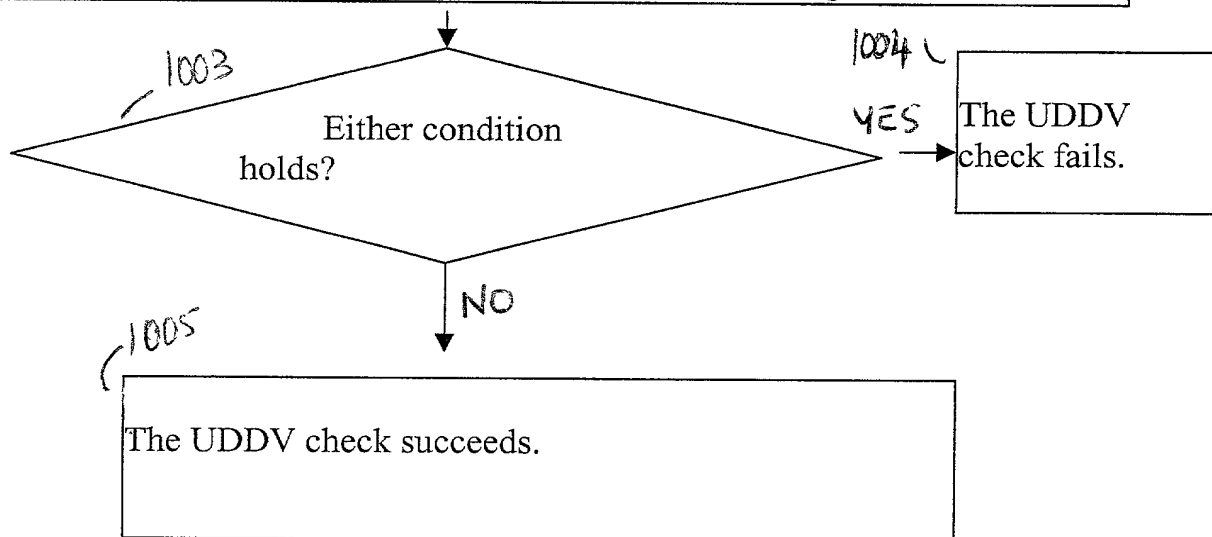 1003
Either condition
holds?
1004
YES
The UDDV
check fails.
NO
1005
The UDDV check succeeds.